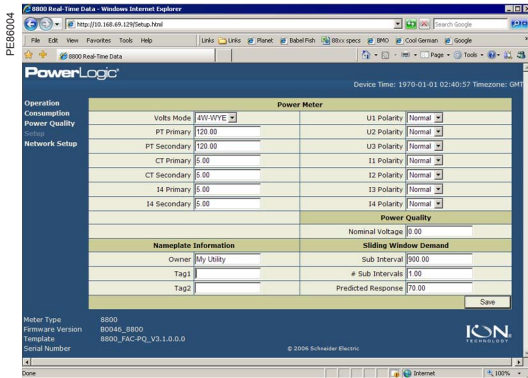 PE86004
8800 Real-Time Data - Windows Internet Explorer
http://10.168.69.129/Setup.html
Search Google
File Edit View Favorites Tools Help
Links Links Planet Babel Fish 88xx specs BMO Cool German Google
8800 Real-Time Data
Page Tools
PowerLogic
Device Time: 1970-01-01 02:40:57 Timezone: GMT
Operation
Consumption
Power Quality
Setup
Network Setup
Power Meter
Volts Mode 4W-WYE U1 Polarity Normal
PT Primary 120.00 U2 Polarity Normal
PT Secondary 120.00 U3 Polarity Normal
CT Primary 5.00 I1 Polarity Normal
CT Secondary 5.00 I2 Polarity Normal
I4 Primary 5.00 I3 Polarity Normal
I4 Secondary 5.00 I4 Polarity Normal
Power Quality
Nominal Voltage 0.00
Nameplate Information Sliding Window Demand
Owner My Utility Sub Interval 900.00
Tag1 # Sub Intervals 1.00
Tag2 Predicted Response 70.00
Save
Meter Type 8800
Firmware Version B0046_8800
Template 8800_FAC-PQ_V3.1.0.0.0
Serial Number
ION
TECHNOLOGY
© 2006 Schneider Electric
Done Internet 100%